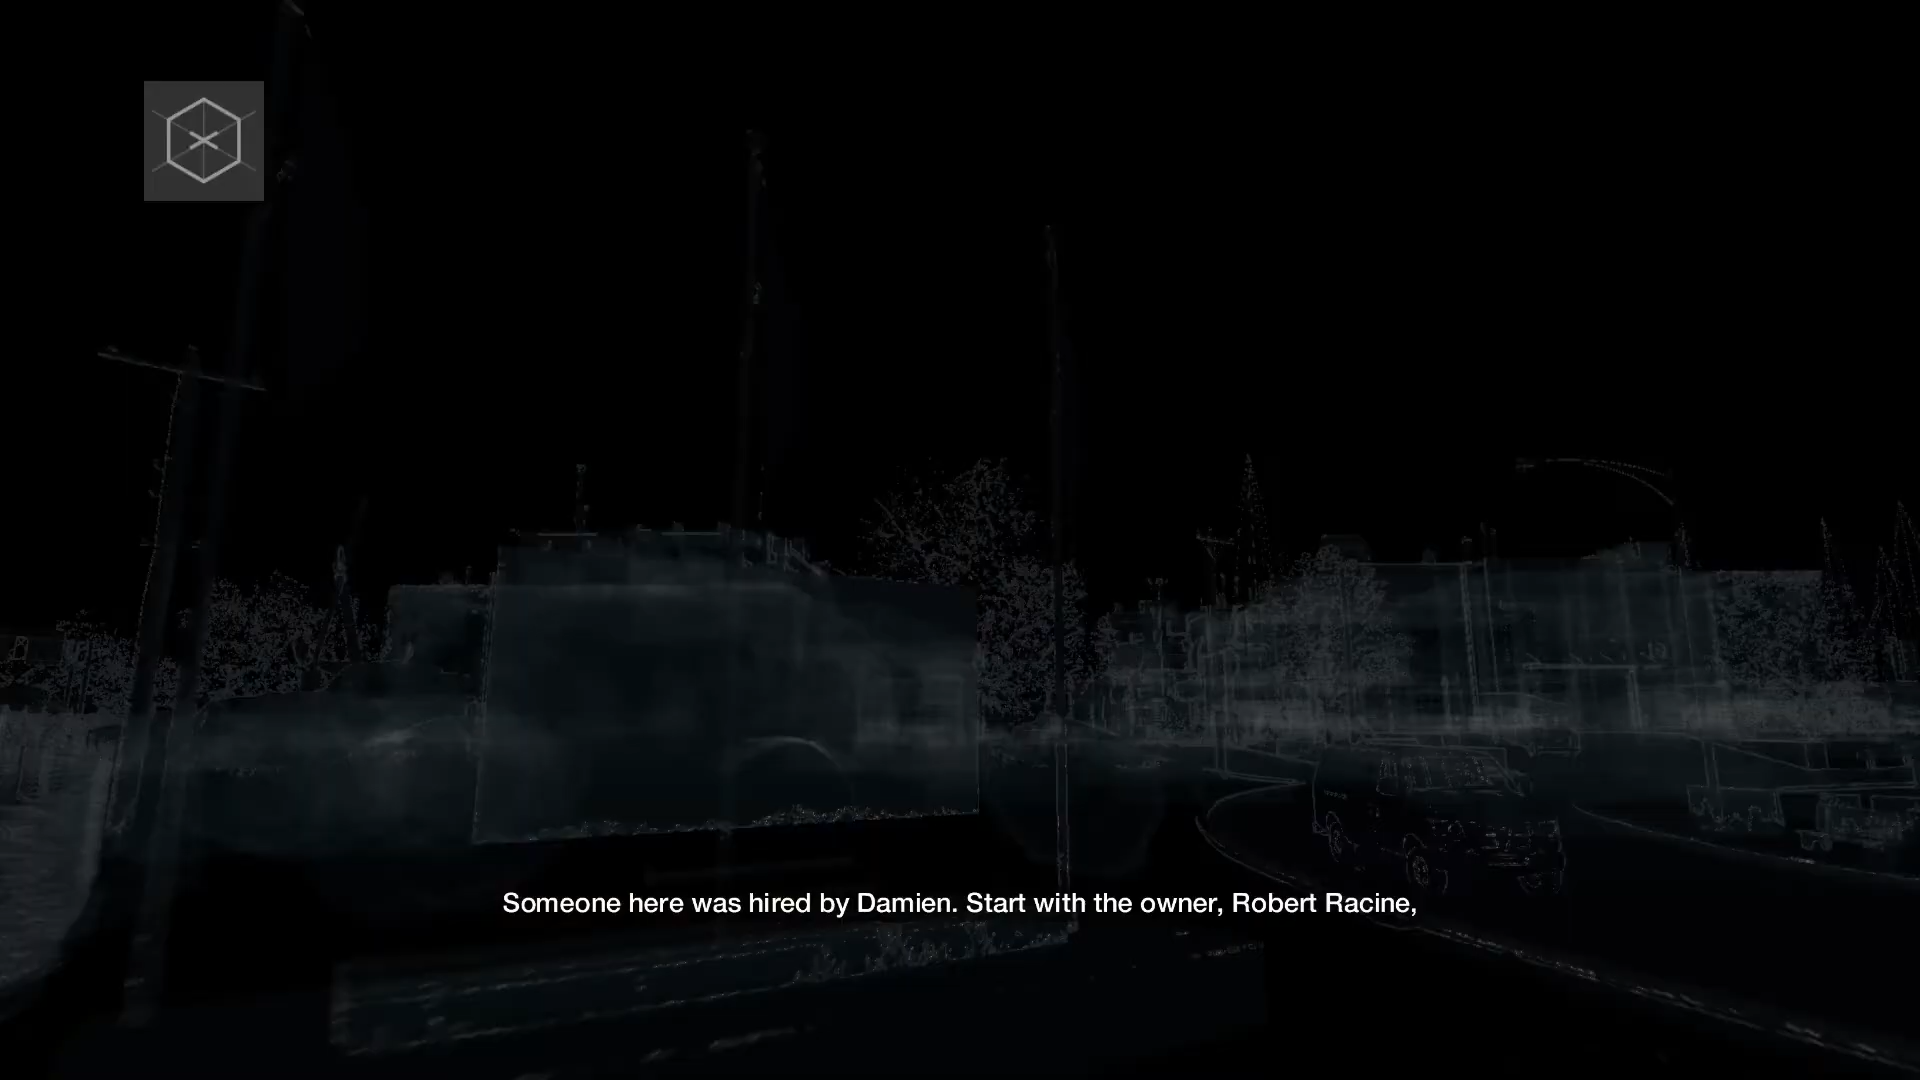 Someone here was hired by Damien. Start with the owner, Robert Racine,